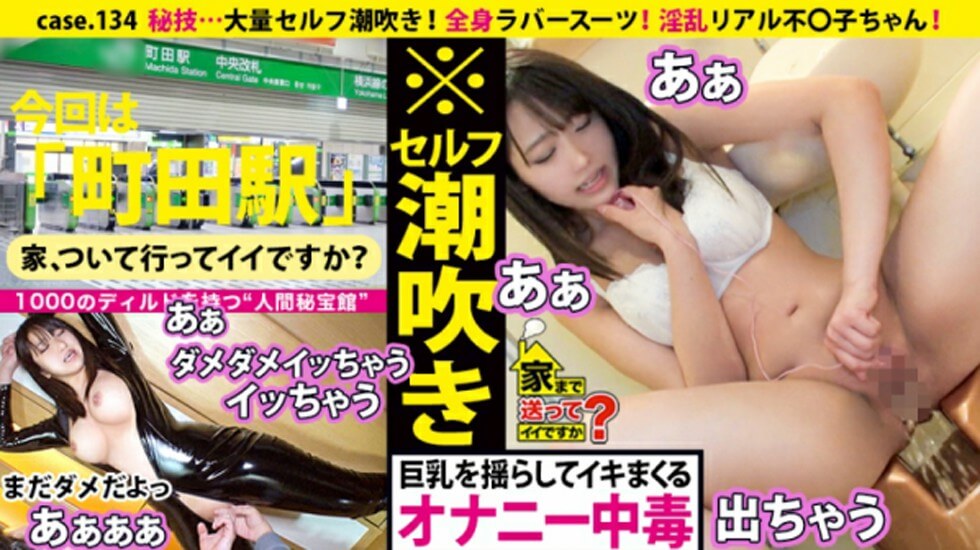 case.134 秘技…大量セルフ潮吹き!全身ラバースーツ!淫乱リアル不〇子ちゃん!
町田駅
Machida Station
中央改札
Central Gate
今回は
「町田駅」
家、ついて行ってイイですか?
1000のディルドを持つ“人間秘宝館”
あぁ
ダメダメイッちゃう
イッちゃう
まだダメだよっ
あぁぁぁ
※セルフ潮吹き
あぁ
あぁ
家まで
送って
イイですか?
巨乳を揺らしてイキまくる
オナニー中毒
出ちゃう